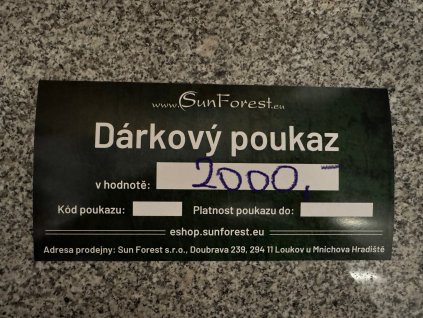 www.SunForest.eu
Dárkový poukaz
v hodnotě: 2000,-
Kód poukazu: Platnost poukazu do:
eshop.sunforest.eu
Adresa prodejny: Sun Forest s.r.o., Doubrava 239, 294 11 Loukov u Mnichova Hradiště